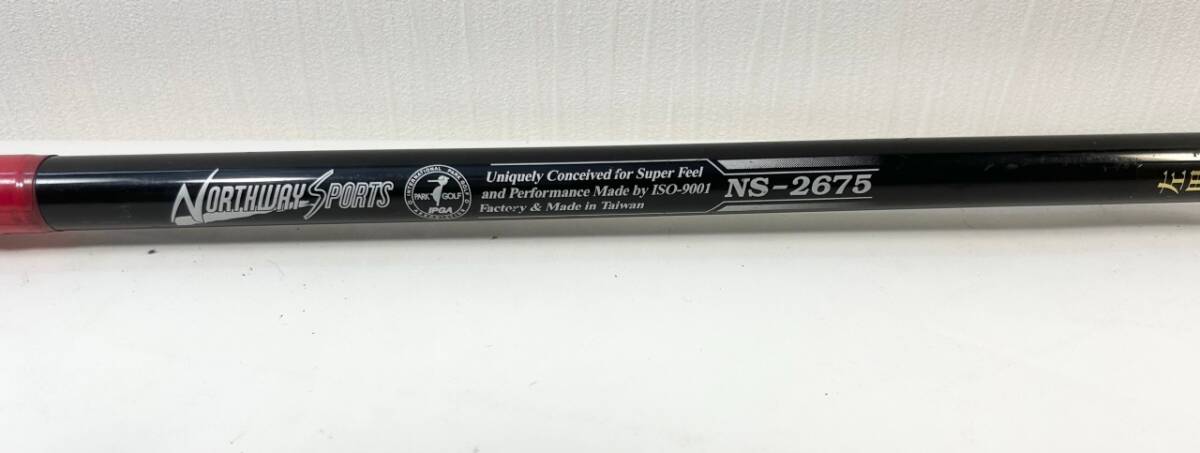 NORTHWAY SPORTS
INTERNATIONAL PARK GOLF
PARK GOLF
IPGA
Uniquely Conceived for Super Feel
and Performance Made by ISO-9001
Factory & Made in Taiwan
NS-2675